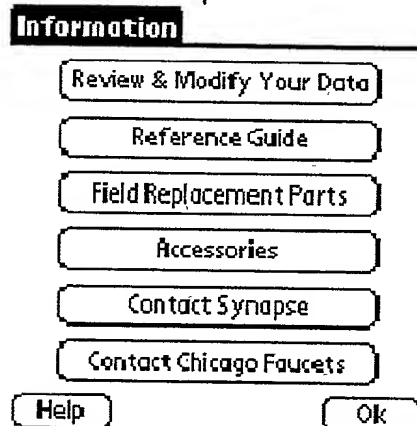 Information
Review & Modify Your Data
Reference Guide
Field Replacement Parts
Accessories
Contact Synapse
Contact Chicago Faucets
Help
Ok